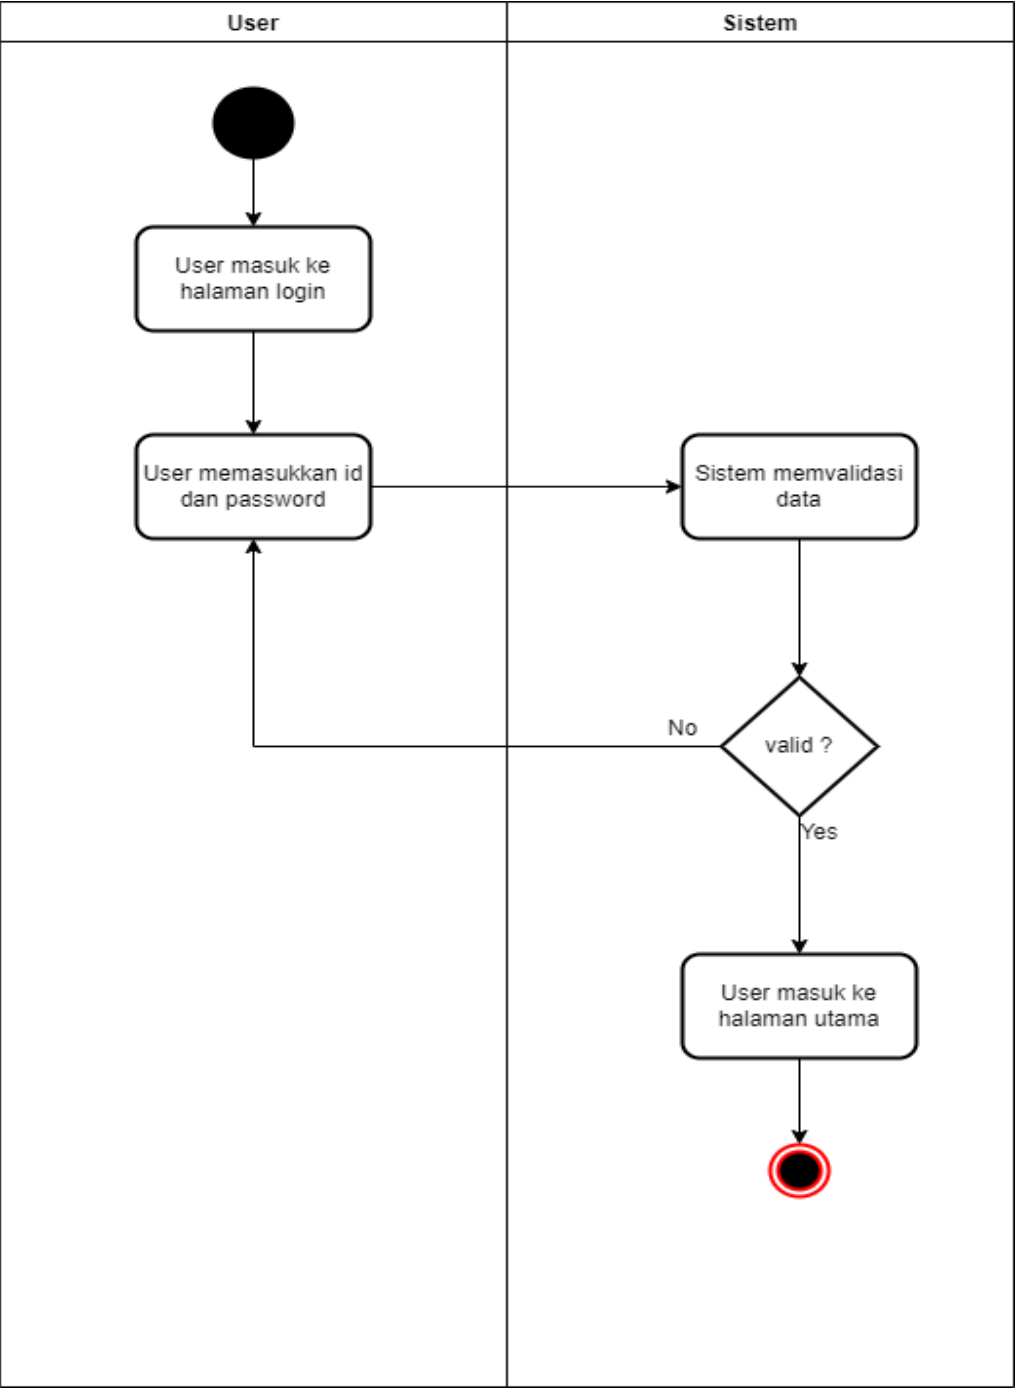 User
Sistem
User masuk ke
halaman login
User memasukkan id
dan password
Sistem memvalidasi
data
No
valid ?
Yes
User masuk ke
halaman utama